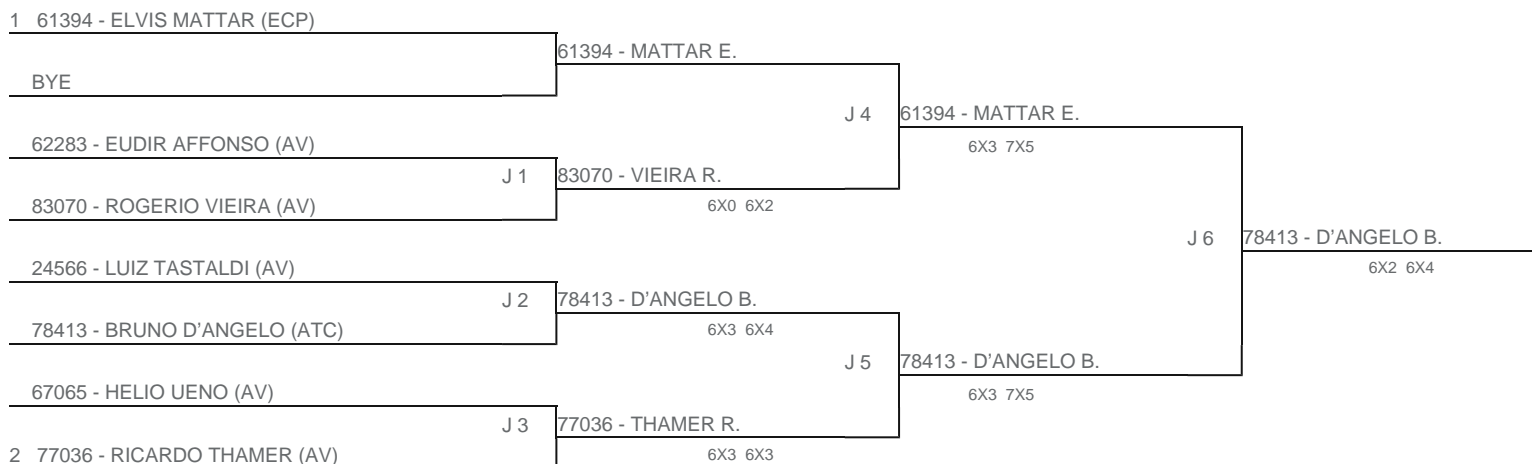 1 61394 - ELVIS MATTAR (ECP)
61394 - MATTAR E.
BYE
J 4
61394 - MATTAR E.
62283 - EUDIR AFFONSO (AV)
6X3 7X5
J 1
83070 - VIEIRA R.
83070 - ROGERIO VIEIRA (AV)
6X0 6X2
J 6
78413 - D'ANGELO B.
24566 - LUIZ TASTALDI (AV)
6X2 6X4
J 2
78413 - D'ANGELO B.
78413 - BRUNO D'ANGELO (ATC)
6X3 6X4
J 5
78413 - D'ANGELO B.
67065 - HELIO UENO (AV)
6X3 7X5
J 3
77036 - THAMER R.
2 77036 - RICARDO THAMER (AV)
6X3 6X3